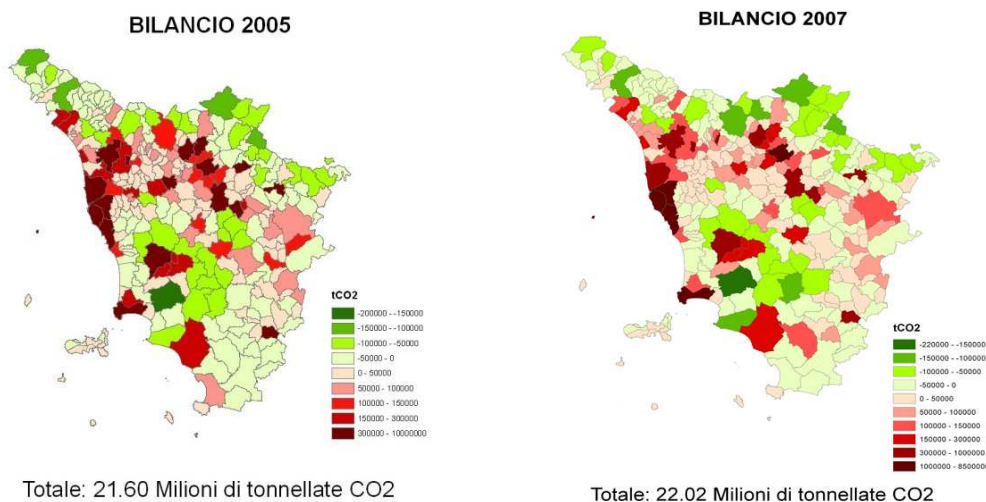 BILANCIO 2005
tCO2
-200000 - -150000
-150000 - -100000
-100000 - -50000
-50000 - 0
0 - 50000
50000 - 100000
100000 - 150000
150000 - 300000
300000 - 10000000
Totale: 21.60 Milioni di tonnellate CO2
BILANCIO 2007
tCO2
-220000 - -150000
-150000 - -100000
-100000 - -50000
-50000 - 0
0 - 50000
50000 - 100000
100000 - 150000
150000 - 300000
300000 - 1000000
Totale: 22.02 Milioni di tonnellate CO2